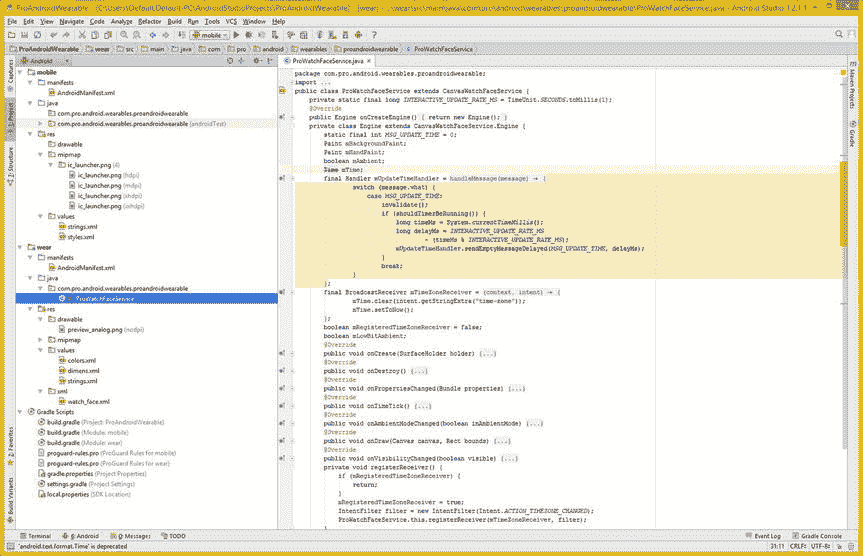 ProAndroidWearable - [C:\Users\Default.Default-PC\AndroidStudioProjects\ProAndroidWearable] - [wear] - ...\wear\src\main\java\com\pro\android\wearables\proandroidwearable\ProWatchFaceService.java - Android Studio 1.2.1.1
File Edit View Navigate Code Analyze Refactor Build Run Tools VCS Window Help
mobile
ProAndroidWearable wear src main java com pro android wearables proandroidwearable ProWatchFaceService
Android
ProWatchFaceService.java
mobile
manifests
AndroidManifest.xml
java
com.pro.android.wearables.proandroidwearable
com.pro.android.wearables.proandroidwearable (androidTest)
res
drawable
mipmap
ic_launcher.png (4)
ic_launcher.png (hdpi)
ic_launcher.png (mdpi)
ic_launcher.png (xhdpi)
ic_launcher.png (xxhdpi)
values
strings.xml
styles.xml
wear
manifests
AndroidManifest.xml
java
com.pro.android.wearables.proandroidwearable
ProWatchFaceService
res
drawable
preview_analog.png (nodpi)
mipmap
values
colors.xml
dimens.xml
strings.xml
xml
watch_face.xml
Gradle Scripts
build.gradle (Project: ProAndroidWearable)
build.gradle (Module: mobile)
build.gradle (Module: wear)
proguard-rules.pro (ProGuard Rules for mobile)
proguard-rules.pro (ProGuard Rules for wear)
gradle.properties (Project Properties)
settings.gradle (Project Settings)
local.properties (SDK Location)
package com.pro.android.wearables.proandroidwearable;
import ...
public class ProWatchFaceService extends CanvasWatchFaceService {
private static final long INTERACTIVE_UPDATE_RATE_MS = TimeUnit.SECONDS.toMillis(1);
@Override
public Engine onCreateEngine() { return new Engine(); }
private class Engine extends CanvasWatchFaceService.Engine {
static final int MSG_UPDATE_TIME = 0;
Paint mBackgroundPaint;
Paint mHandPaint;
boolean mAmbient;
Time mTime;
final Handler mUpdateTimeHandler = handleMessage(message) → {
switch (message.what) {
case MSG_UPDATE_TIME:
invalidate();
if (shouldTimerBeRunning()) {
long timeMs = System.currentTimeMillis();
long delayMs = INTERACTIVE_UPDATE_RATE_MS
- (timeMs % INTERACTIVE_UPDATE_RATE_MS);
mUpdateTimeHandler.sendEmptyMessageDelayed(MSG_UPDATE_TIME, delayMs);
}
break;
}
};
final BroadcastReceiver mTimeZoneReceiver = (context, intent) → {
mTime.clear(intent.getStringExtra("time-zone"));
mTime.setToNow();
};
boolean mRegisteredTimeZoneReceiver = false;
boolean mLowBitAmbient;
@Override
public void onCreate(SurfaceHolder holder) {...}
@Override
public void onDestroy() {...}
@Override
public void onPropertiesChanged(Bundle properties) {...}
@Override
public void onTimeTick() {...}
@Override
public void onAmbientModeChanged(boolean inAmbientMode) {...}
@Override
public void onDraw(Canvas canvas, Rect bounds) {...}
@Override
public void onVisibilityChanged(boolean visible) {...}
private void registerReceiver() {
if (mRegisteredTimeZoneReceiver) {
return;
}
mRegisteredTimeZoneReceiver = true;
IntentFilter filter = new IntentFilter(Intent.ACTION_TIMEZONE_CHANGED);
ProWatchFaceService.this.registerReceiver(mTimeZoneReceiver, filter);
Captures
1: Project
7: Structure
2: Favorites
Build Variants
Maven Projects
Gradle
Terminal 6: Android 0: Messages TODO Event Log Gradle Console
'android.text.format.Time' is deprecated 31:11 CRLF UTF-8